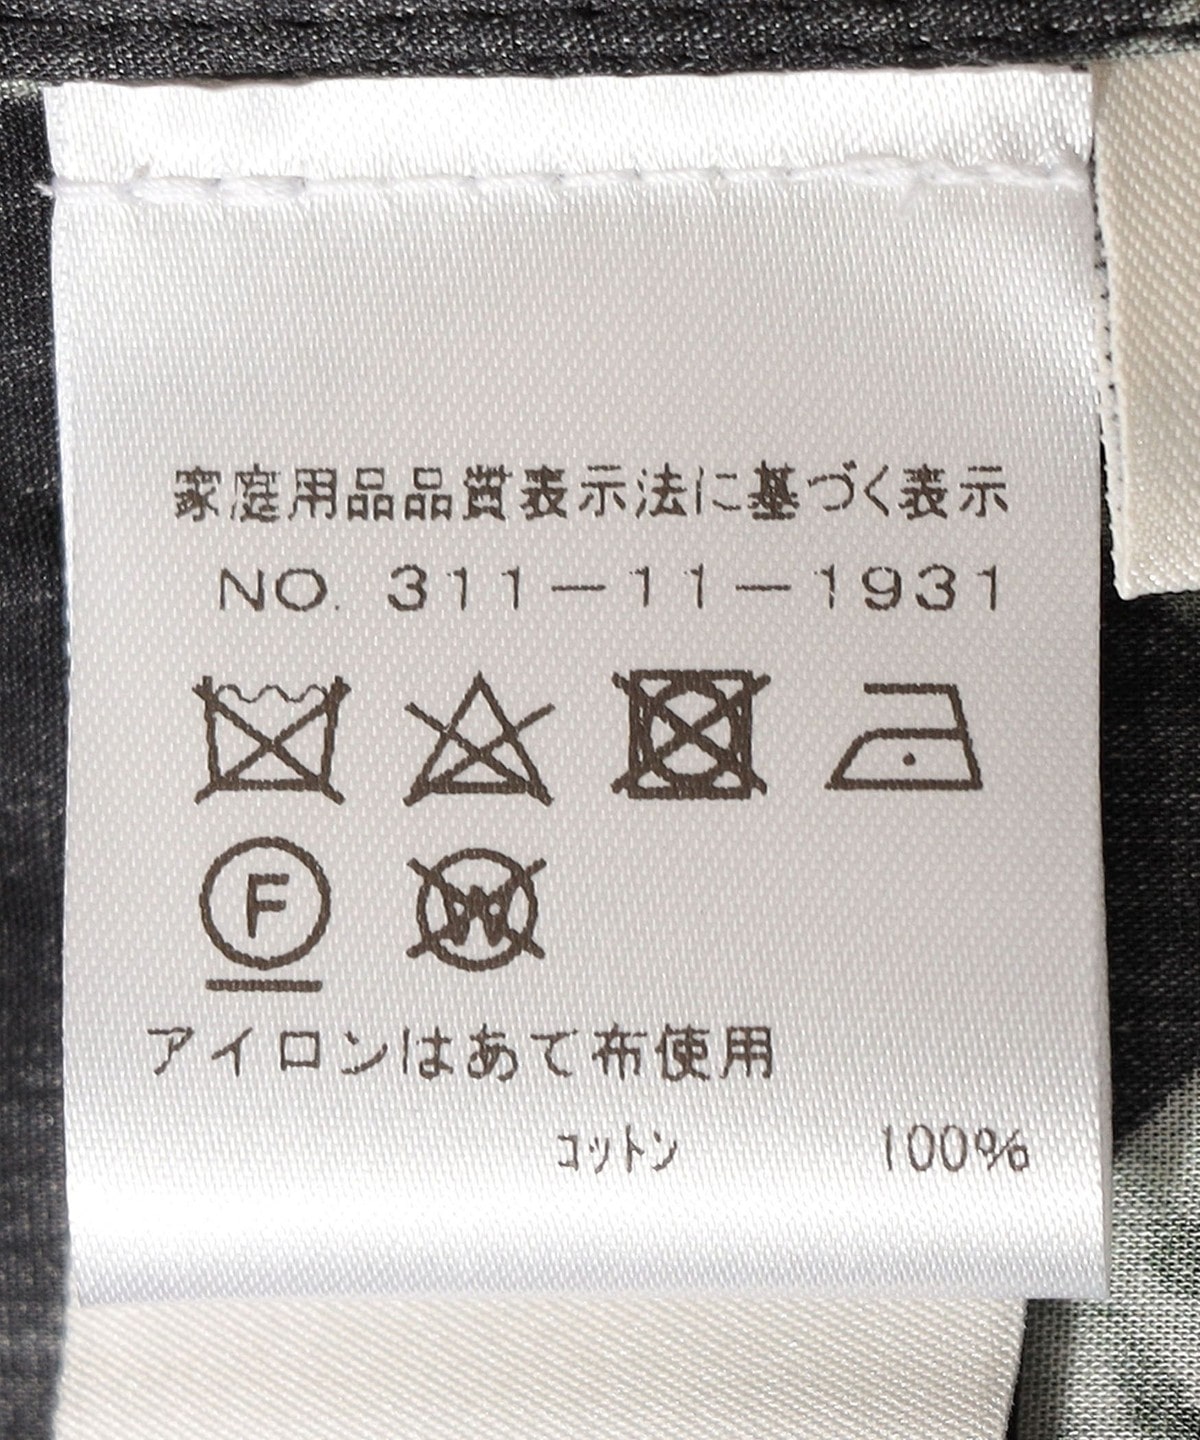 家庭用品品質表示法に基づく表示
NO. 311－11－1931
F W
アイロンはあて布使用
コットン 100%